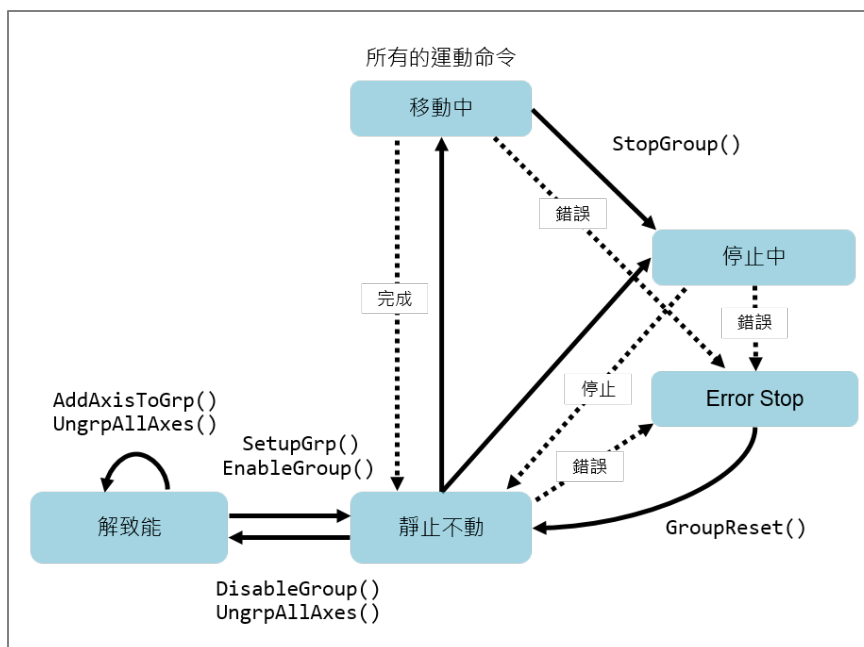 所有的運動命令
移動中
StopGroup()
錯誤
停止中
完成
錯誤
停止
Error Stop
AddAxisToGrp()
UngrpAllAxes()
SetupGrp()
EnableGroup()
錯誤
解致能
靜止不動
GroupReset()
DisableGroup()
UngrpAllAxes()